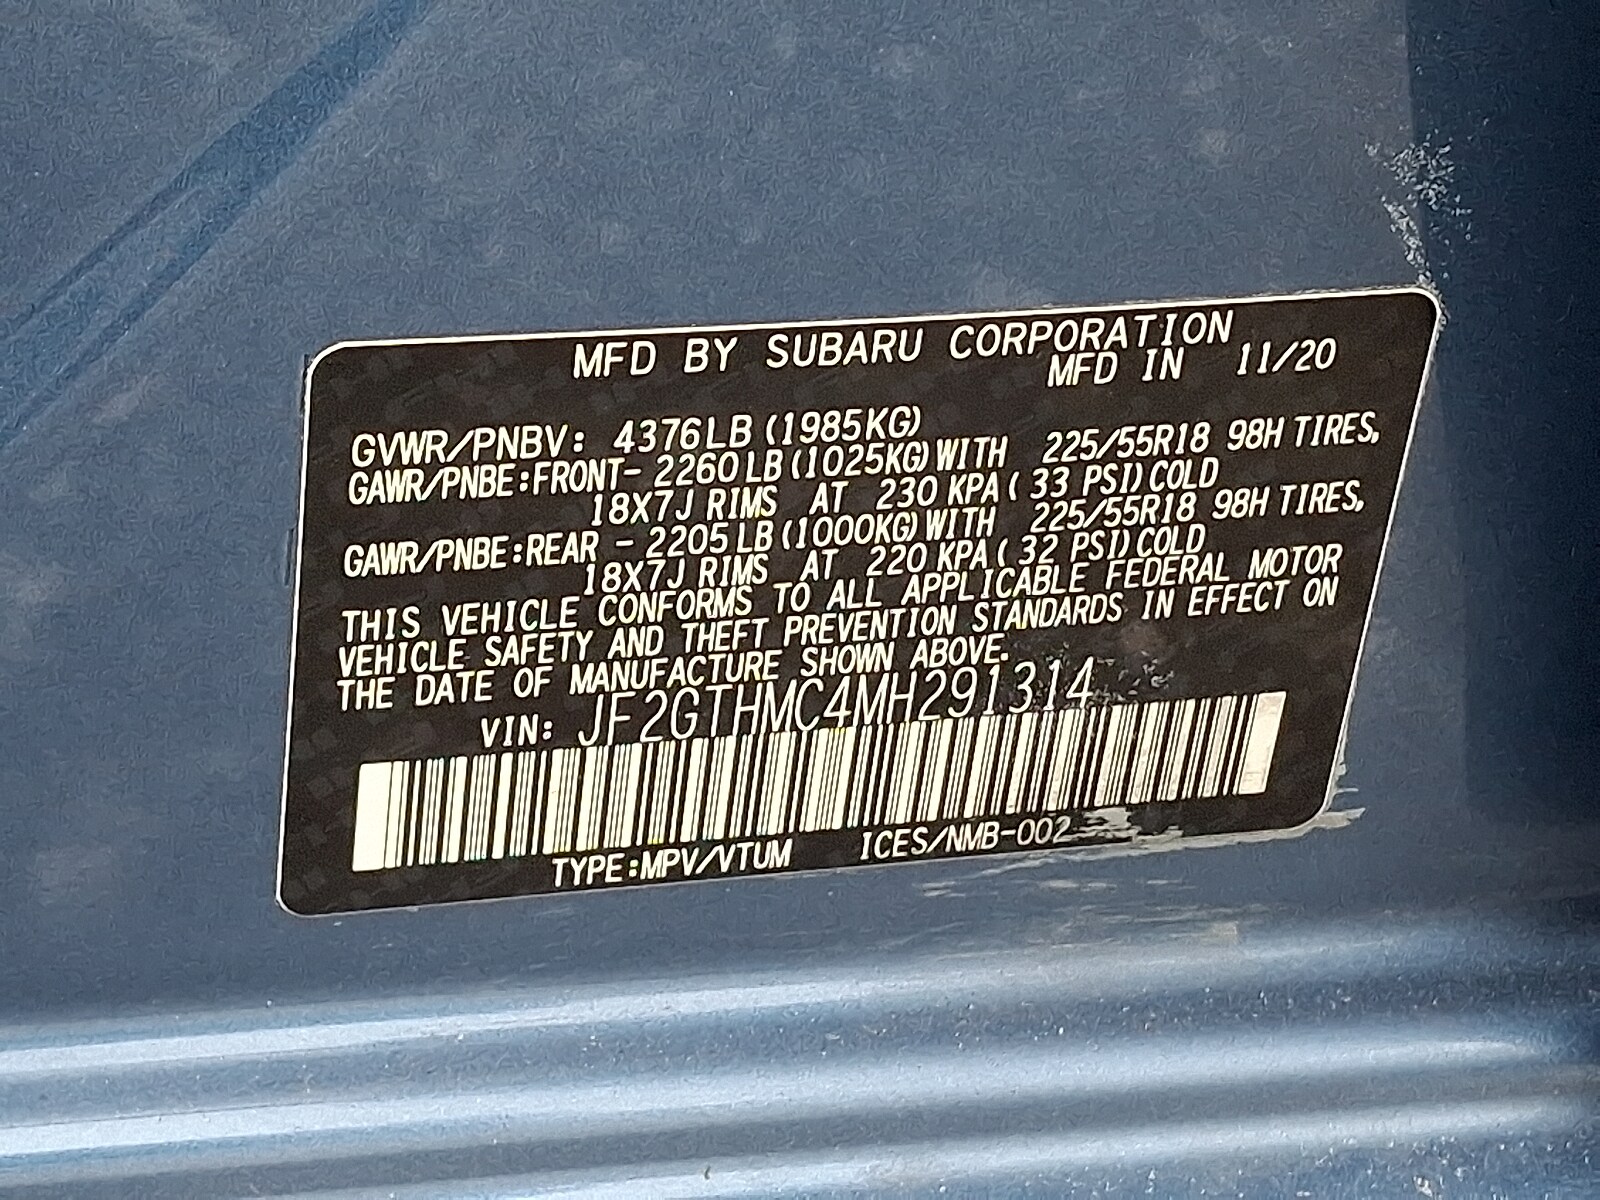 MFD BY SUBARU CORPORATION
MFD IN 11/20
GVWR/PNBV: 4376LB (1985KG)
GAWR/PNBE:FRONT- 2260LB (1025KG) WITH 225/55R18 98H TIRES,
18X7J RIMS AT 230 KPA ( 33 PSI) COLD
GAWR/PNBE:REAR - 2205LB (1000KG) WITH 225/55R18 98H TIRES,
18X7J RIMS AT 220 KPA ( 32 PSI) COLD
THIS VEHICLE CONFORMS TO ALL APPLICABLE FEDERAL MOTOR
VEHICLE SAFETY AND THEFT PREVENTION STANDARDS IN EFFECT ON
THE DATE OF MANUFACTURE SHOWN ABOVE.
VIN: JF2GTHMC4MH291314
TYPE:MPV/VTUM ICES/NMB-002